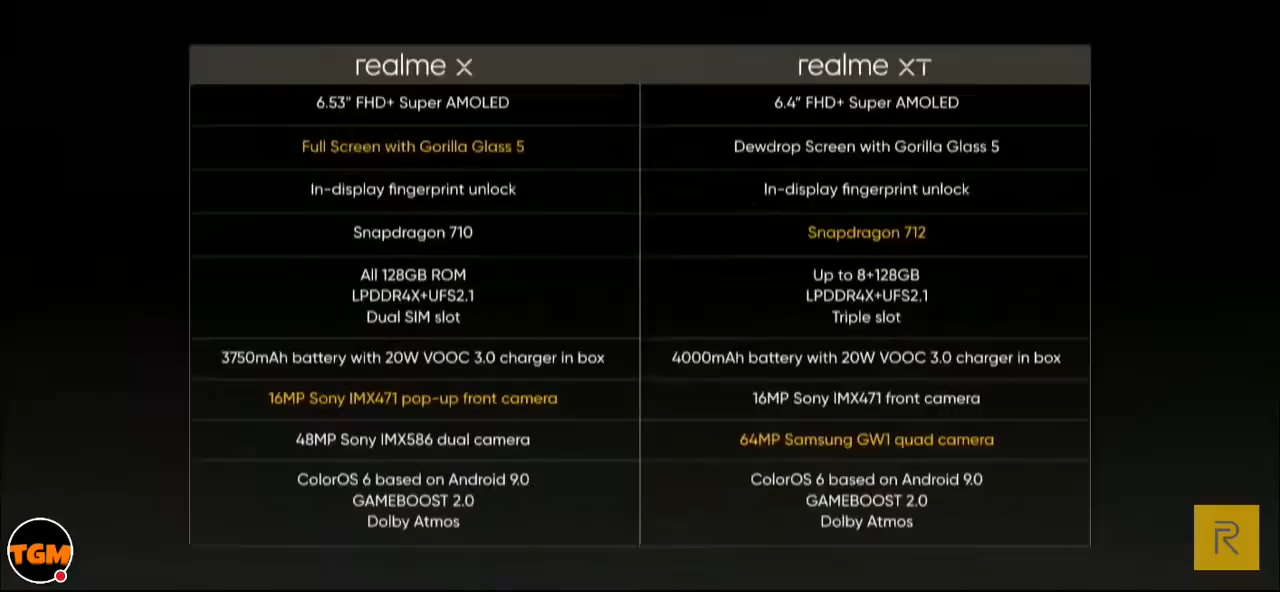 realme X
realme XT
6.53" FHD+ Super AMOLED
6.4" FHD+ Super AMOLED
Full Screen with Gorilla Glass 5
Dewdrop Screen with Gorilla Glass 5
In-display fingerprint unlock
In-display fingerprint unlock
Snapdragon 710
Snapdragon 712
All 128GB ROM
LPDDR4X+UFS2.1
Dual SIM slot
Up to 8+128GB
LPDDR4X+UFS2.1
Triple slot
3750mAh battery with 20W VOOC 3.0 charger in box
4000mAh battery with 20W VOOC 3.0 charger in box
16MP Sony IMX471 pop-up front camera
16MP Sony IMX471 front camera
48MP Sony IMX586 dual camera
64MP Samsung GW1 quad camera
ColorOS 6 based on Android 9.0
GAMEBOOST 2.0
Dolby Atmos
ColorOS 6 based on Android 9.0
GAMEBOOST 2.0
Dolby Atmos
TGM
R